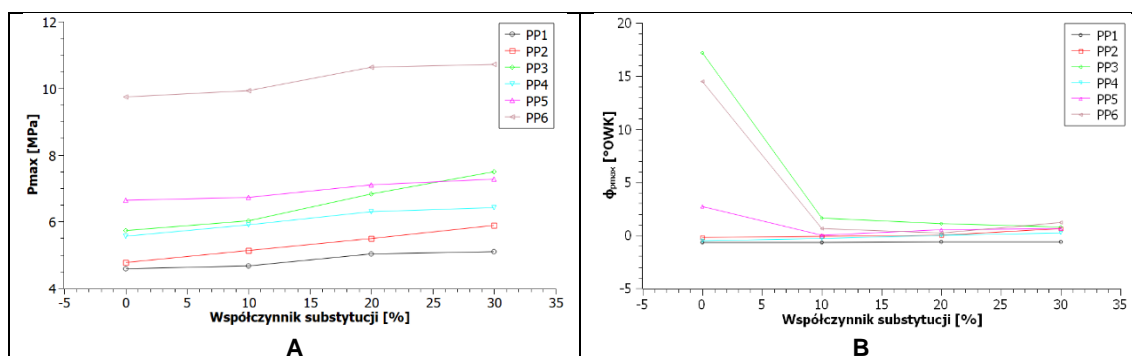 12
10
8
6
4
Pmax [MPa]
-5 0 5 10 15 20 25 30 35
Współczynnik substytucji [%]
PP1
PP2
PP3
PP4
PP5
PP6
A
20
15
10
5
0
-5
ϕpmax [°OWK]
-5 0 5 10 15 20 25 30 35
Współczynnik substytucji [%]
PP1
PP2
PP3
PP4
PP5
PP6
B